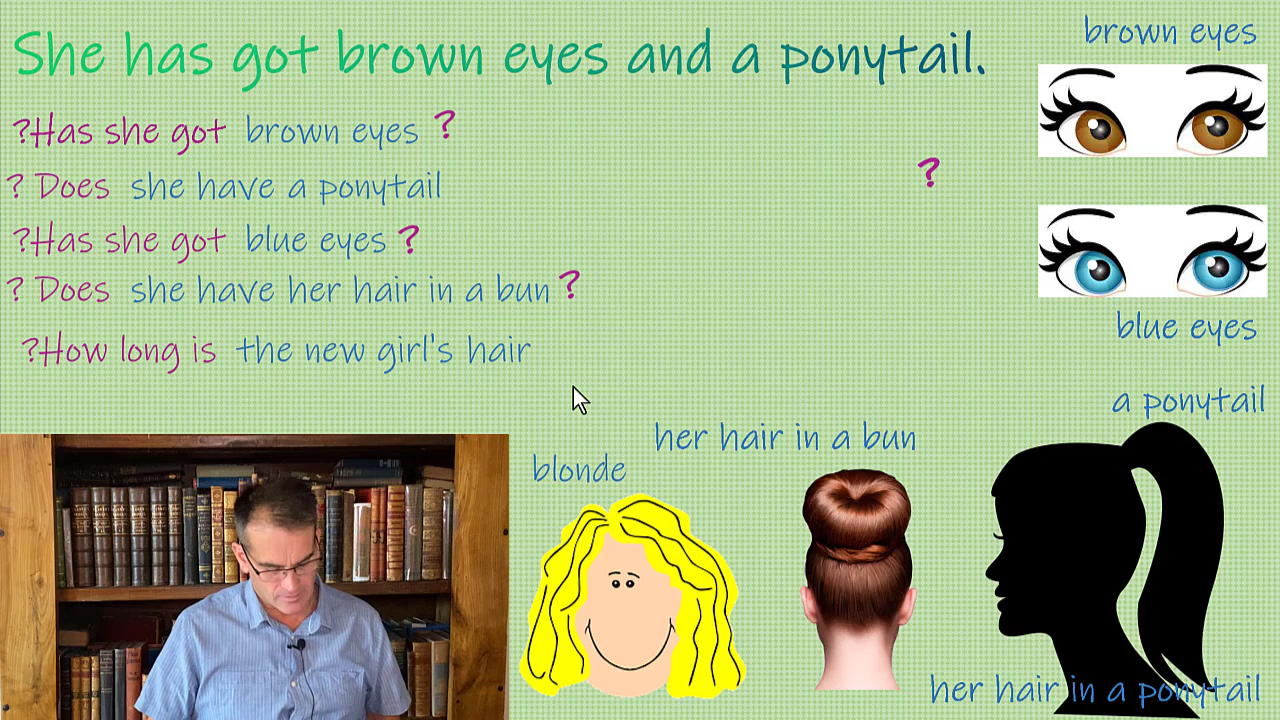 She has got brown eyes and a ponytail.
?Has she got brown eyes ?
? Does she have a ponytail
?
?Has she got blue eyes ?
? Does she have her hair in a bun ?
?How long is the new girl's hair
brown eyes
blue eyes
a ponytail
her hair in a bun
blonde
her hair in a ponytail